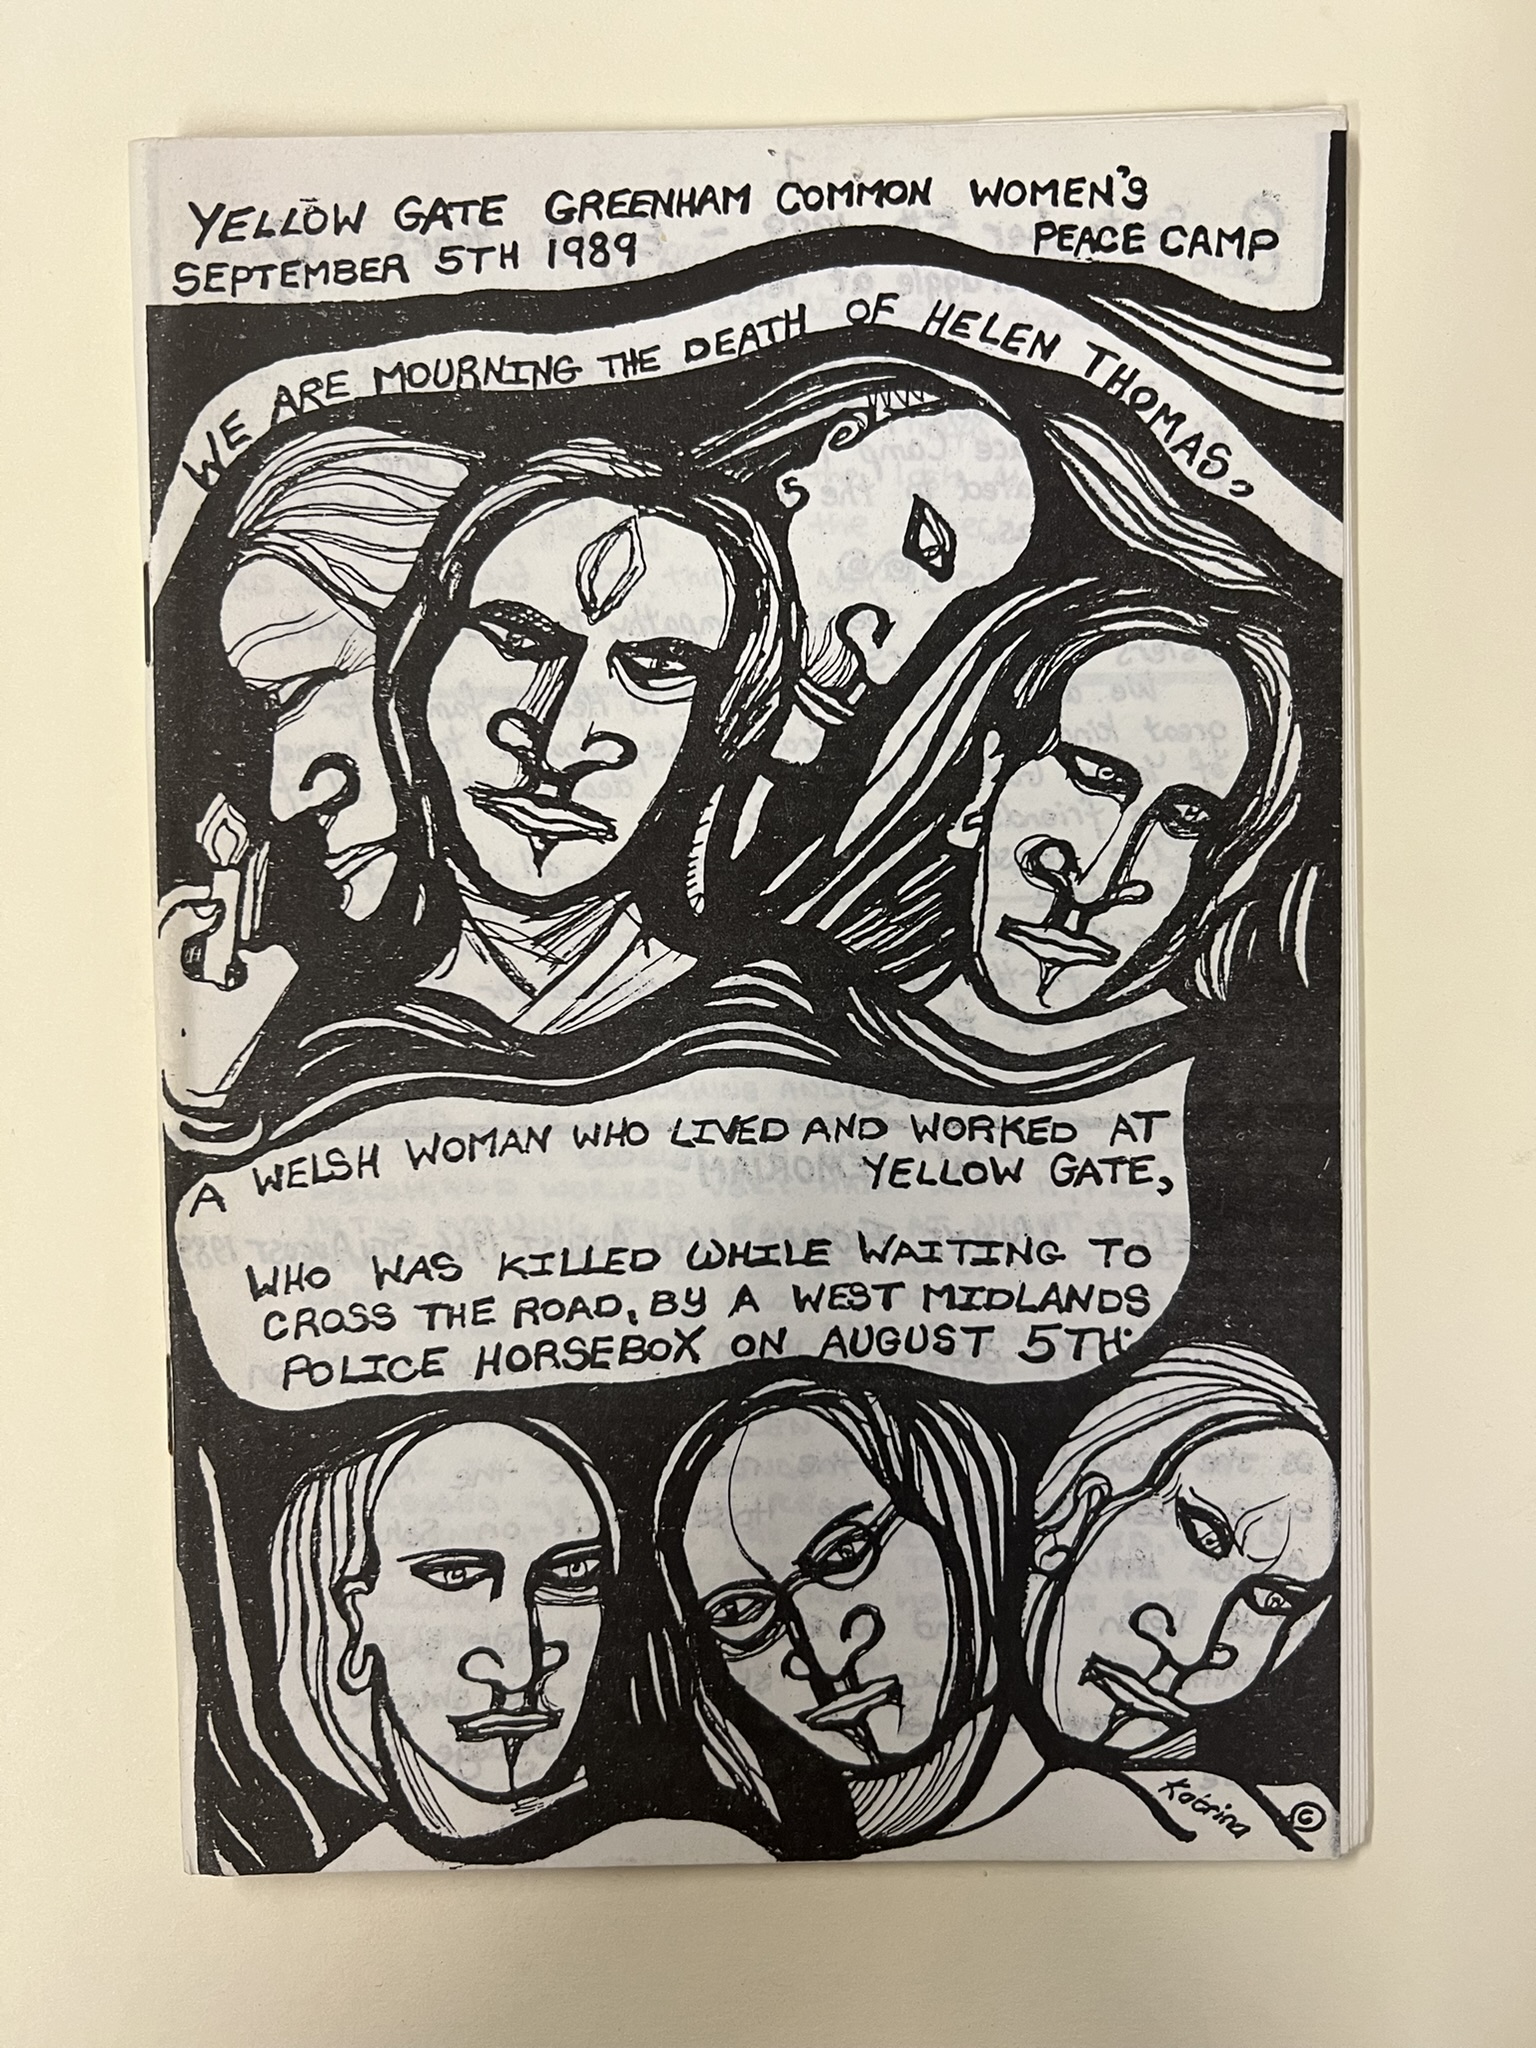 YELLOW GATE GREENHAM COMMON WOMEN'S
PEACE CAMP
SEPTEMBER 5TH 1989
WE ARE MOURNING THE DEATH OF HELEN THOMAS,
A WELSH WOMAN WHO LIVED AND WORKED AT
YELLOW GATE,
WHO WAS KILLED WHILE WAITING TO
CROSS THE ROAD, BY A WEST MIDLANDS
POLICE HORSEBOX ON AUGUST 5TH.
Katrina ©